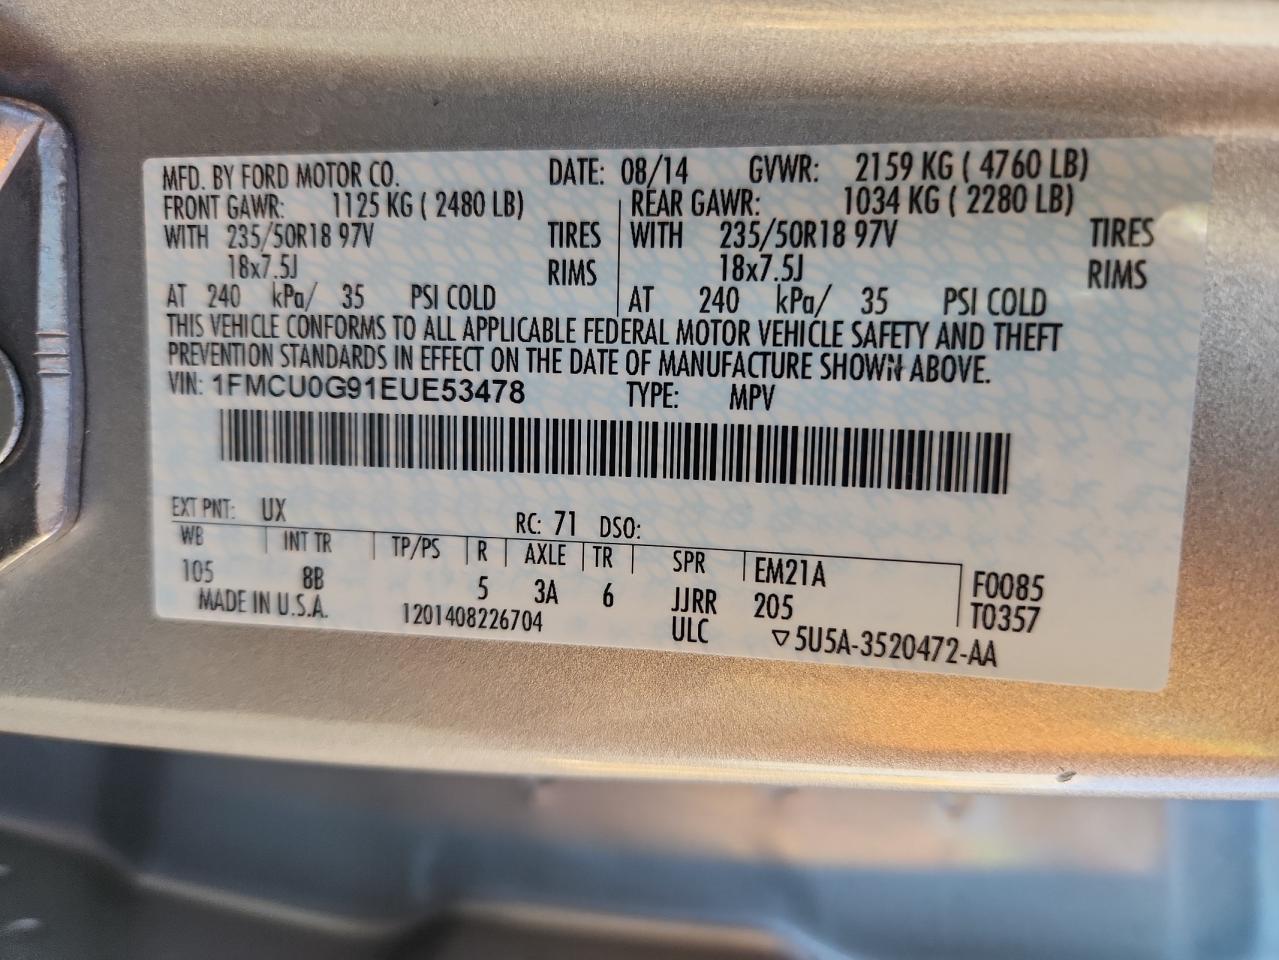 MFD. BY FORD MOTOR CO. DATE: 08/14 GVWR: 2159 KG ( 4760 LB)
FRONT GAWR: 1125 KG ( 2480 LB) REAR GAWR: 1034 KG ( 2280 LB)
WITH 235/50R18 97V TIRES WITH 235/50R18 97V TIRES
18x7.5J RIMS 18x7.5J RIMS
AT 240 kPa/ 35 PSI COLD AT 240 kPa/ 35 PSI COLD
THIS VEHICLE CONFORMS TO ALL APPLICABLE FEDERAL MOTOR VEHICLE SAFETY AND THEFT
PREVENTION STANDARDS IN EFFECT ON THE DATE OF MANUFACTURE SHOWN ABOVE.
VIN: 1FMCU0G91EUE53478 TYPE: MPV
EXT PNT: UX RC: 71 DSO:
WB INT TR TP/PS R AXLE TR SPR EM21A F0085
105 8B 5 3A 6 JJRR 205 T0357
MADE IN U.S.A. 1201408226704 ULC ▽5U5A-3520472-AA